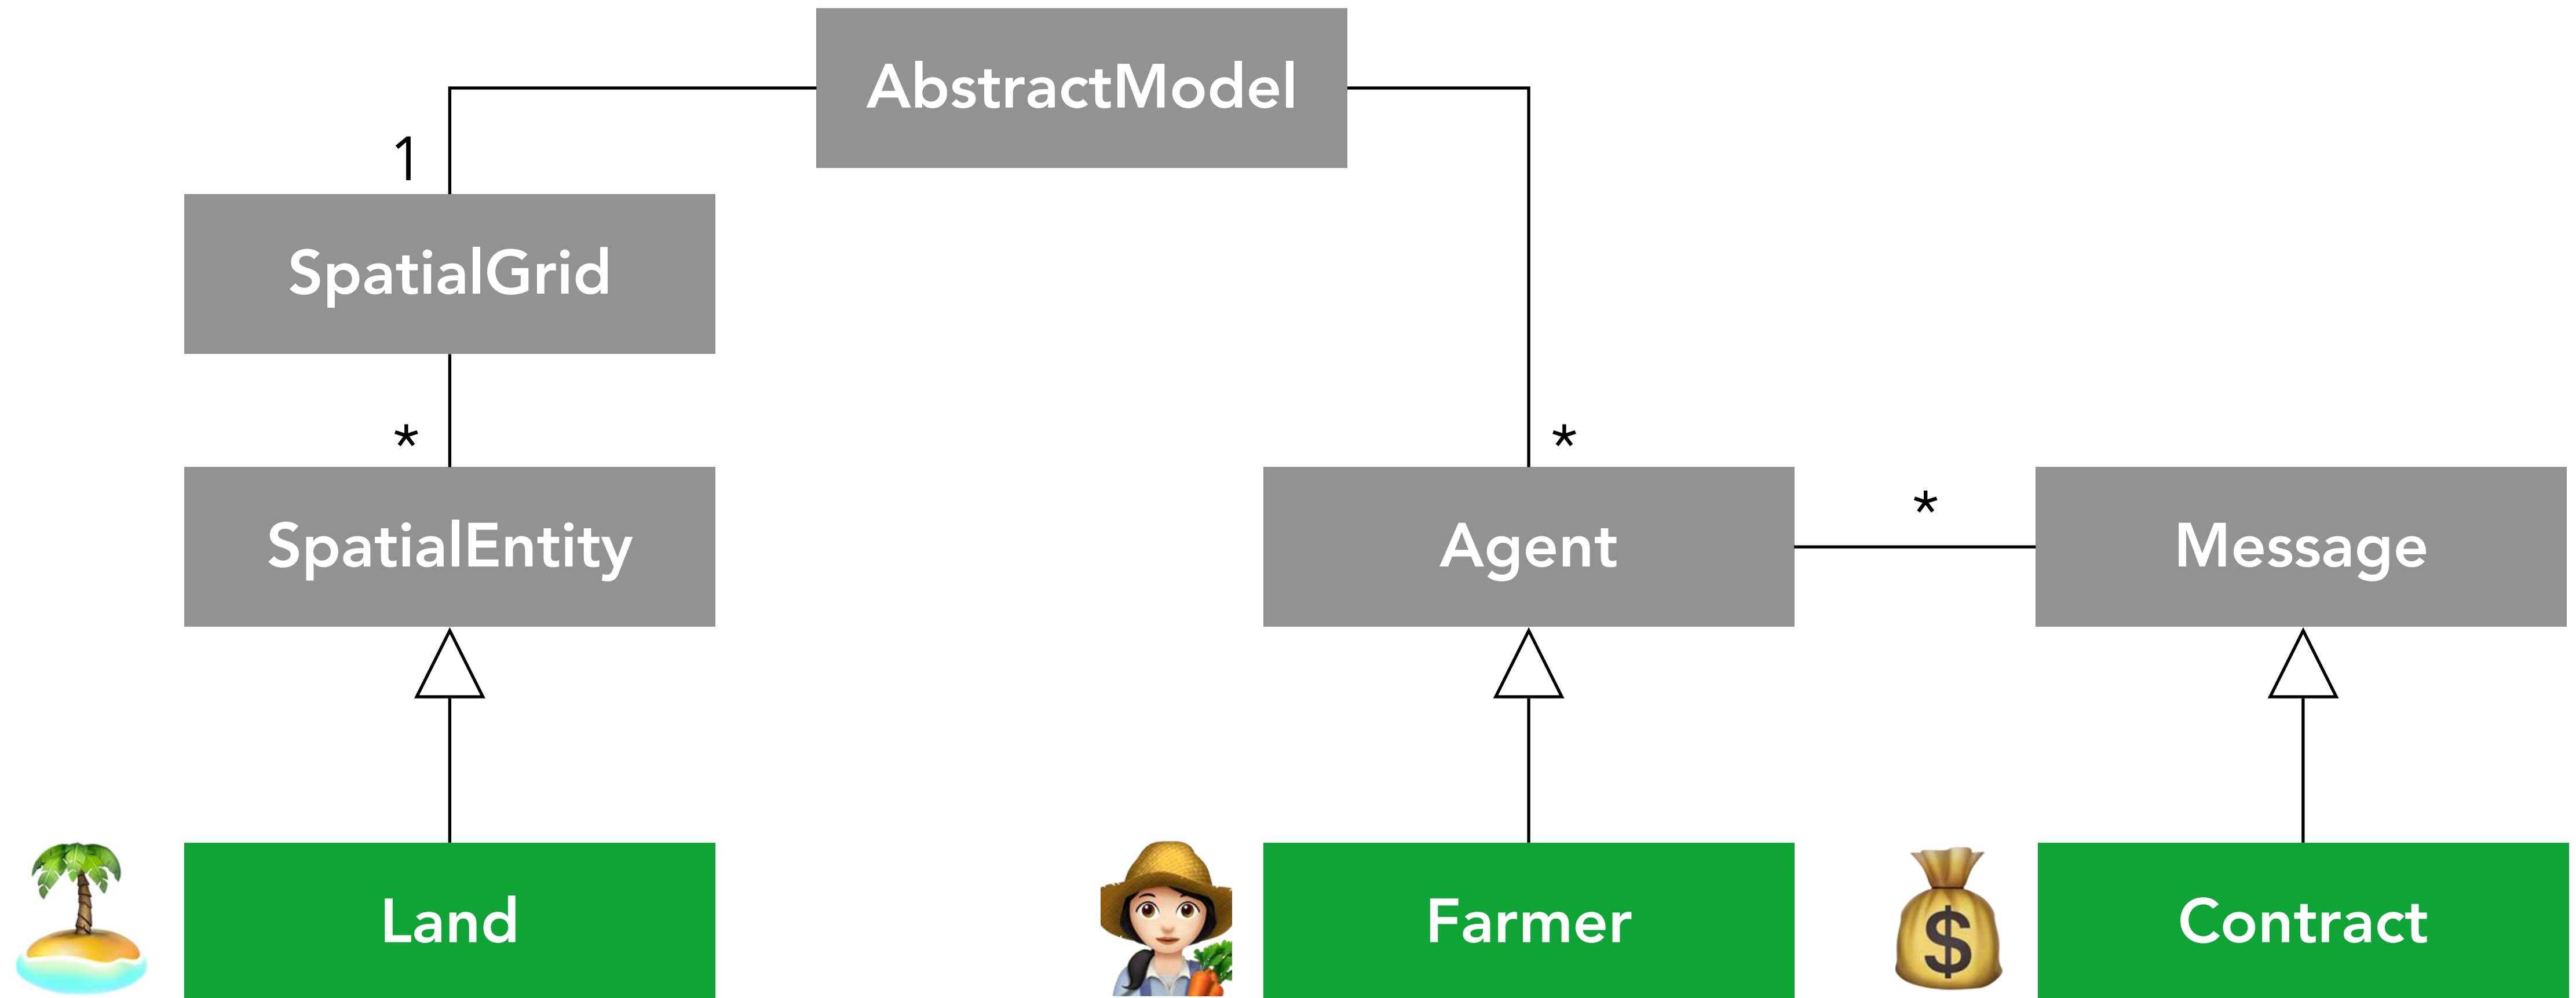 AbstractModel
1
SpatialGrid
*
*
SpatialEntity
Agent
*
Message
Land
Farmer
$
Contract